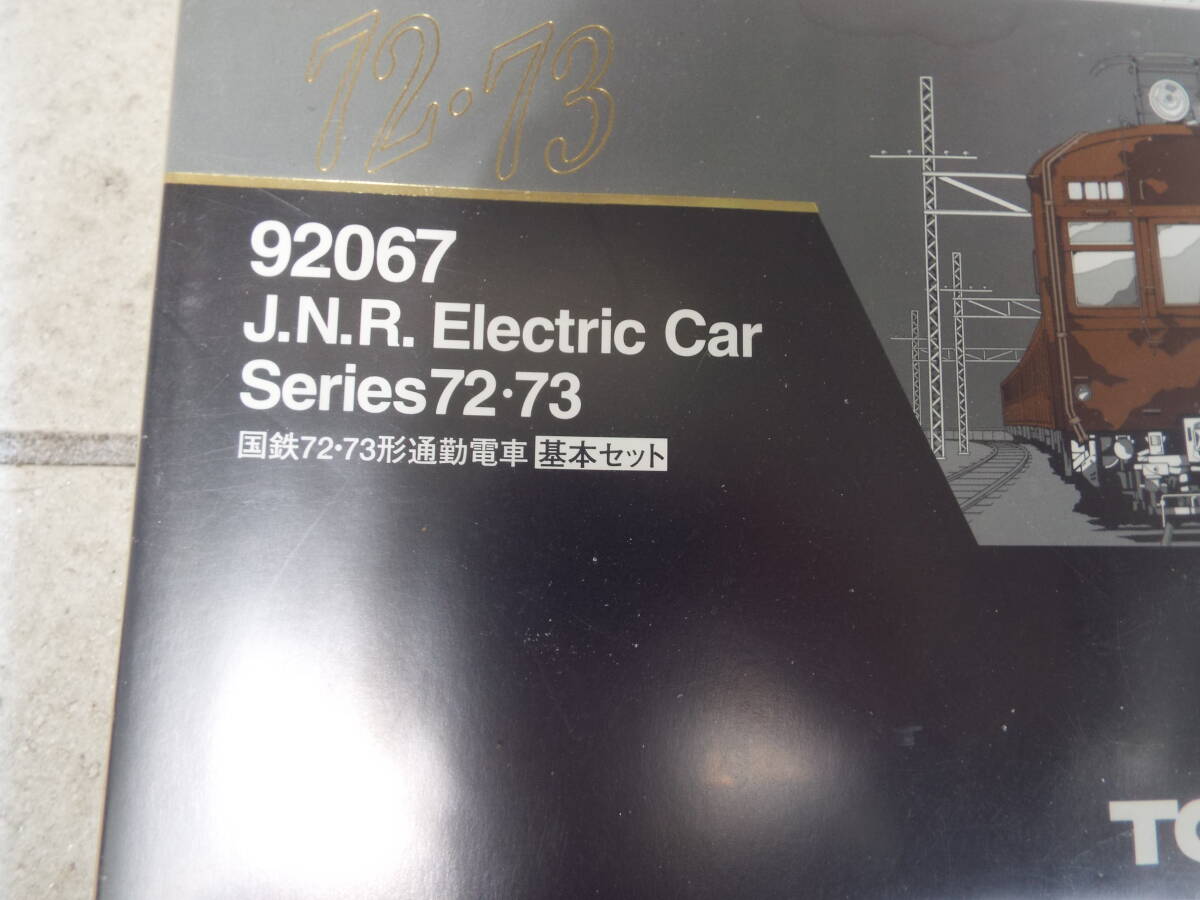 72・73
92067
J.N.R. Electric Car
Series72・73
国鉄72・73形通勤電車 基本セット